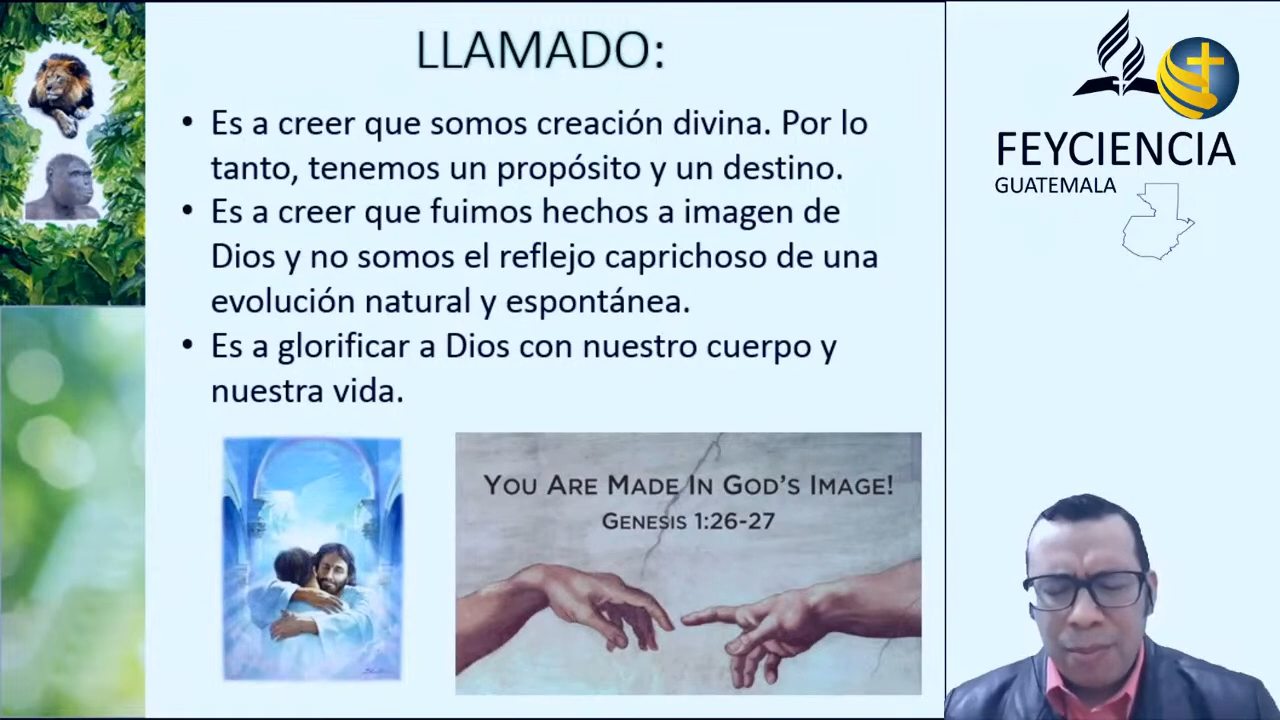 LLAMADO:
• Es a creer que somos creación divina. Por lo
tanto, tenemos un propósito y un destino.
• Es a creer que fuimos hechos a imagen de
Dios y no somos el reflejo caprichoso de una
evolución natural y espontánea.
• Es a glorificar a Dios con nuestro cuerpo y
nuestra vida.
YOU ARE MADE IN GOD'S IMAGE!
GENESIS 1:26-27
FEYCIENCIA
GUATEMALA